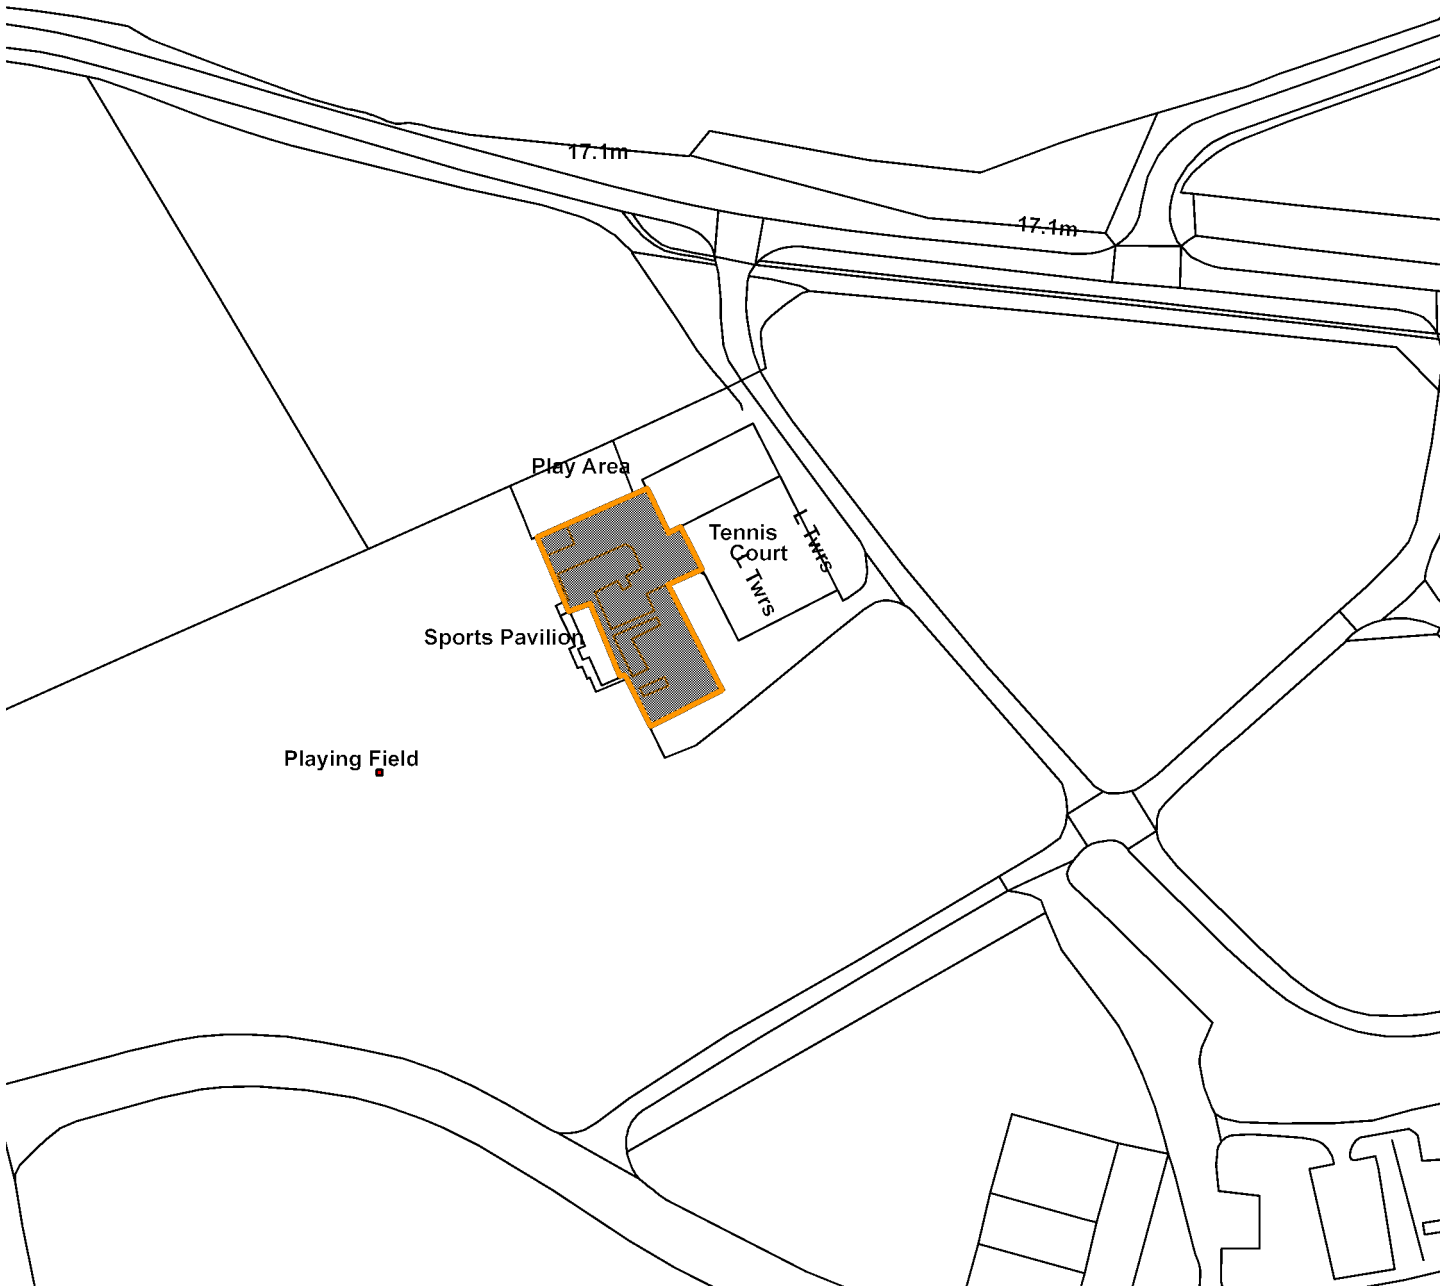 17.1m
17.1m
Play Area
Tennis
Court
L Twrs
L Twrs
Sports Pavilion
Playing Field